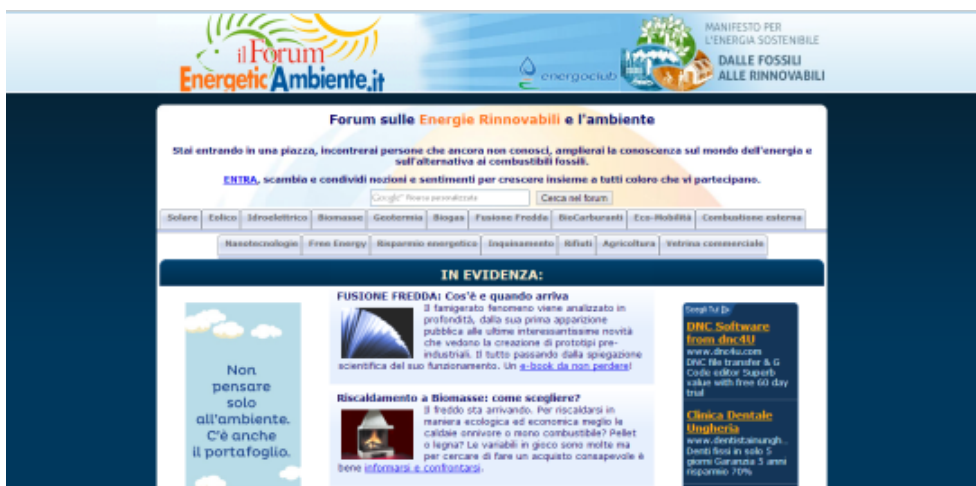 il Forum
EnergeticAmbiente.it
energoclub
MANIFESTO PER
L'ENERGIA SOSTENIBILE
DALLE FOSSILI
ALLE RINNOVABILI
Forum sulle Energie Rinnovabili e l'ambiente
Stai entrando in una piazza, incontrerai persone che ancora non conosci, amplierai la conoscenza sul mondo dell'energia e
sull'alternativa ai combustibili fossili.
ENTRA, scambia e condividi nozioni e sentimenti per crescere insieme a tutti coloro che vi partecipano.
Google™ Ricerca personalizzata Cerca nel forum
Solare Eolico Idroelettrico Biomasse Geotermia Biogas Fusione Fredda BioCarburanti Eco-Mobilità Combustione esterna
Nanotecnologie Free Energy Risparmio energetico Inquinamento Rifiuti Agricoltura Vetrina commerciale
IN EVIDENZA:
Non
pensare
solo
all'ambiente.
C'è anche
il portafoglio.
FUSIONE FREDDA: Cos'è e quando arriva
Il famigerato fenomeno viene analizzato in
profondità, dalla sua prima apparizione
pubblica alle ultime interessantissime novità
che vedono la creazione di prototipi pre-
industriali. Il tutto passando dalla spiegazione
scientifica del suo funzionamento. Un e-book da non perdere!
Riscaldamento a Biomasse: come scegliere?
Il freddo sta arrivando. Per riscaldarsi in
maniera ecologica ed economica meglio le
caldaie onnivore o mono combustibile? Pellet
o legna? Le variabili in gioco sono molte ma
per cercare di fare un acquisto consapevole è
bene informarsi e confrontarsi.
Scegli Tu!
DNC Software
from dnc4U
www.dnc4u.com
DNC file transfer & G
Code editor Superb
value with free 60 day
trial
Clinica Dentale
Ungheria
www.dentistaiungh...
Denti fissi in solo 5
giorni Garanzia 5 anni
risparmio 70%